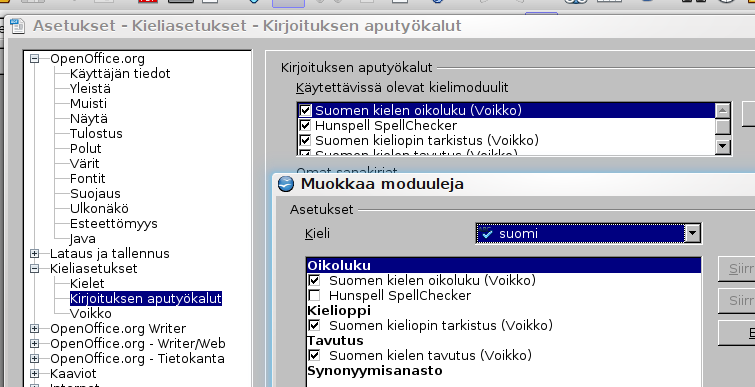 Asetukset - Kieliasetukset - Kirjoituksen aputyökalut
OpenOffice.org
Käyttäjän tiedot
Yleistä
Muisti
Näytä
Tulostus
Polut
Värit
Fontit
Suojaus
Ulkonäkö
Esteettömyys
Java
Lataus ja tallennus
Kieliasetukset
Kielet
Kirjoituksen aputyökalut
Voikko
OpenOffice.org Writer
OpenOffice.org - Writer/Web
OpenOffice.org - Tietokanta
Kaaviot
Internet
Kirjoituksen aputyökalut
Käytettävissä olevat kielimoduulit
Suomen kielen oikoluku (Voikko)
Hunspell SpellChecker
Suomen kieliopin tarkistus (Voikko)
Suomen kielen tavutus (Voikko)
Omat sanakirjat
Muokkaa moduuleja
Asetukset
Kieli
suomi
Oikoluku
Suomen kielen oikoluku (Voikko)
Hunspell SpellChecker
Kielioppi
Suomen kieliopin tarkistus (Voikko)
Tavutus
Suomen kielen tavutus (Voikko)
Synonyymisanasto
Siirr
Siirr